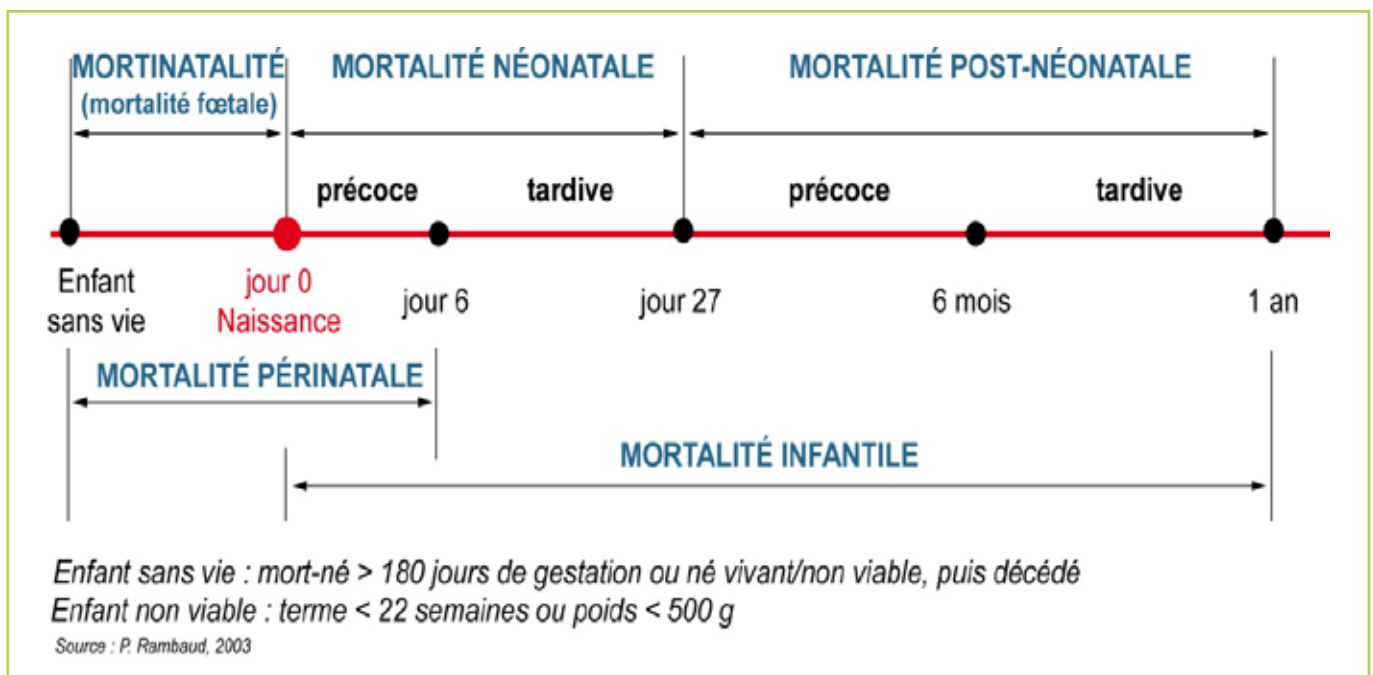 MORTINATALITÉ
(mortalité fœtale)
MORTALITÉ NÉONATALE
MORTALITÉ POST-NÉONATALE
précoce
tardive
précoce
tardive
Enfant
sans vie
jour 0
Naissance
jour 6
jour 27
6 mois
1 an
MORTALITÉ PÉRINATALE
MORTALITÉ INFANTILE
Enfant sans vie : mort-né > 180 jours de gestation ou né vivant/non viable, puis décédé
Enfant non viable : terme < 22 semaines ou poids < 500 g
Source : P. Rambaud, 2003